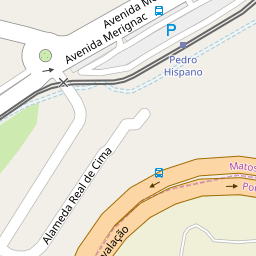 Avenida M
Avenida Merignac
P
Pedro
Hispano
Alameda Real de Cima
Matos
Por
valação